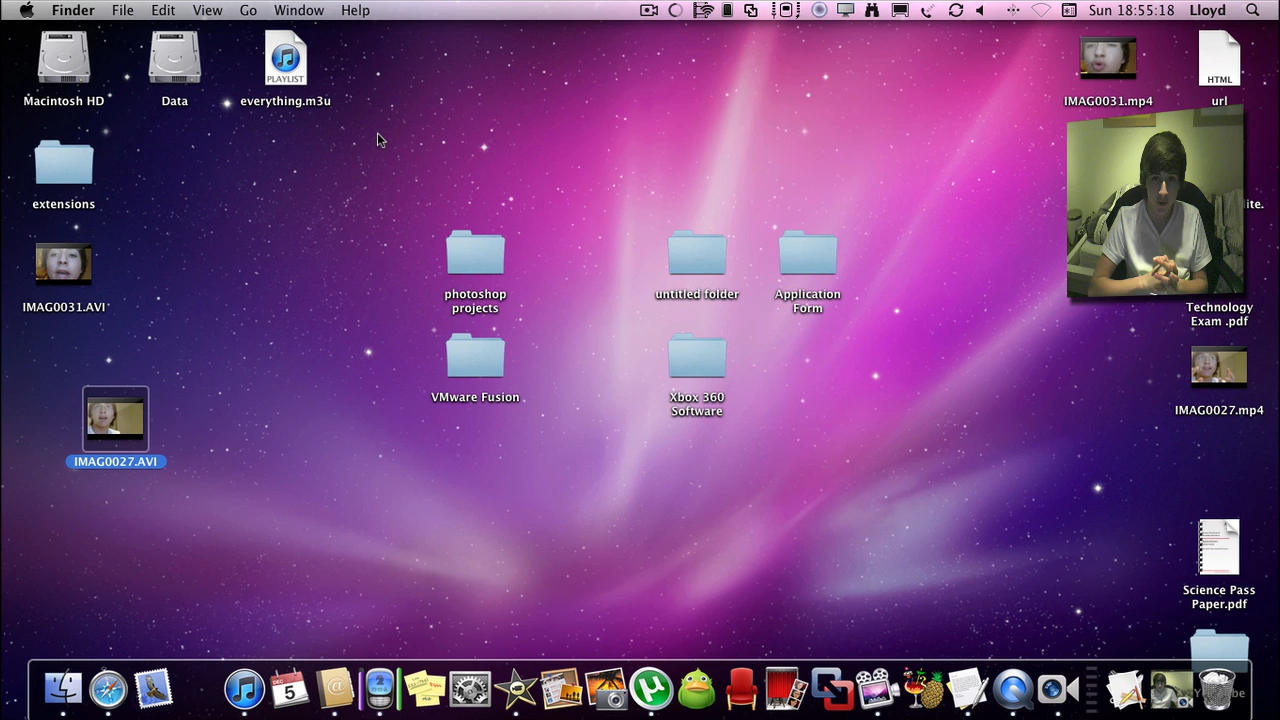 Finder File Edit View Go Window Help Sun 18:55:18 Lloyd
Macintosh HD
Data
PLAYLIST
everything.m3u
IMAG0031.mp4
HTML
url
extensions
lite.
IMAG0031.AVI
photoshop
projects
untitled folder
Application
Form
Technology
Exam .pdf
VMware Fusion
Xbox 360
Software
IMAG0027.mp4
IMAG0027.AVI
Science Pass
Paper.pdf
DEC
5